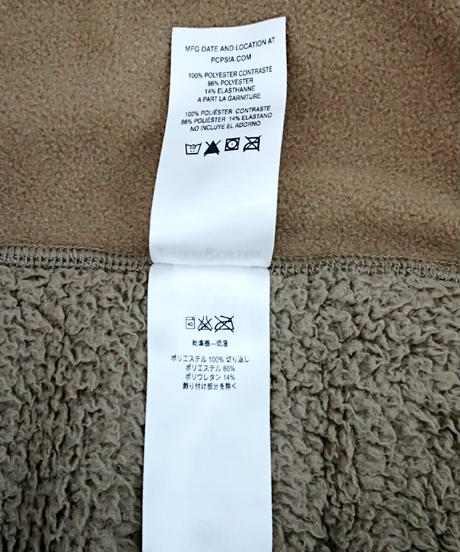 MFG DATE AND LOCATION AT
PCPSIA.COM
100% POLYESTER CONTRASTE
86% POLYESTER
14% ELASTHANNE
A PART LA GARNITURE
100% POLIÉSTER CONTRASTE
86% POLIÉSTER 14% ELASTANO
NO INCLUYE EL ADORNO
40
乾燥機—低温
ポリエステル 100% 切り返し
ポリエステル 86%
ポリウレタン 14%
飾り付け部分を除く